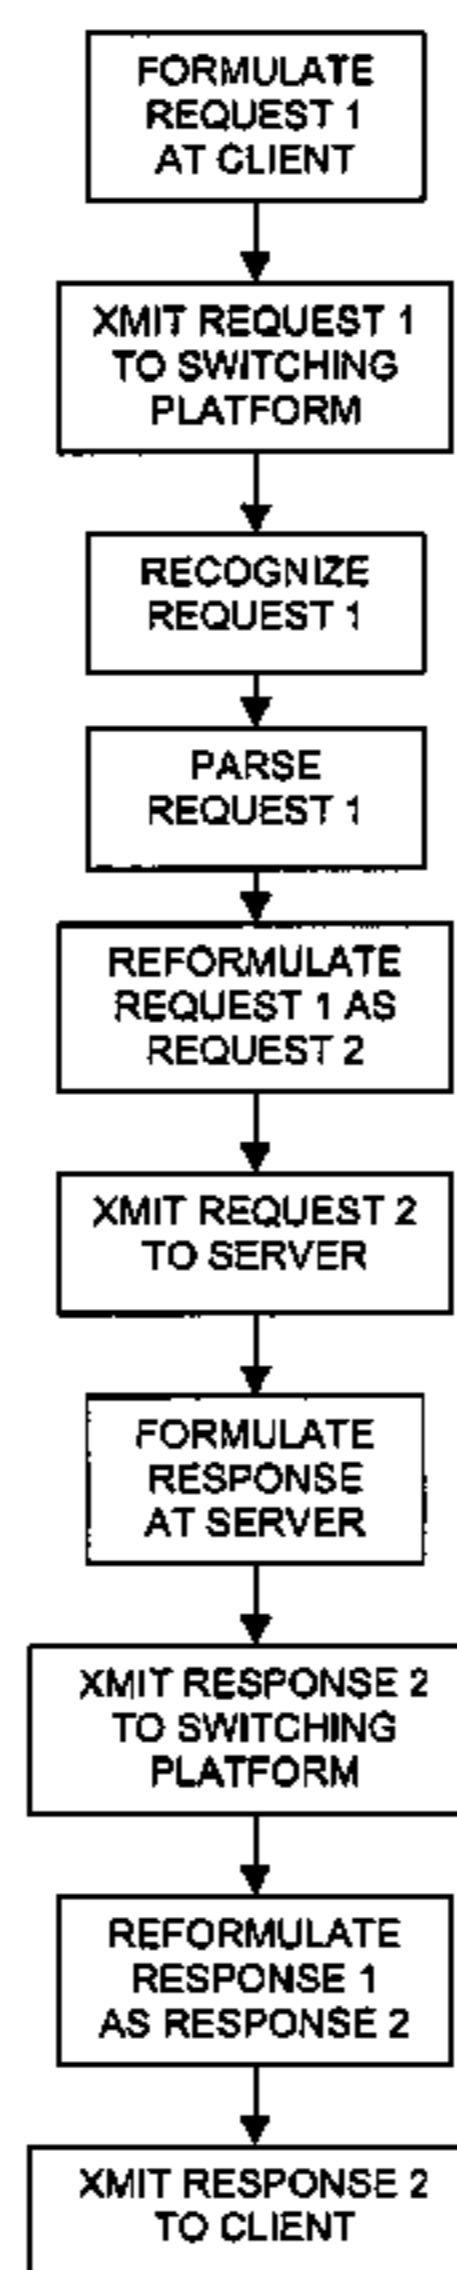 FORMULATE
REQUEST 1
AT CLIENT
XMIT REQUEST 1
TO SWITCHING
PLATFORM
RECOGNIZE
REQUEST 1
PARSE
REQUEST 1
REFORMULATE
REQUEST 1 AS
REQUEST 2
XMIT REQUEST 2
TO SERVER
FORMULATE
RESPONSE
AT SERVER
XMIT RESPONSE 2
TO SWITCHING
PLATFORM
REFORMULATE
RESPONSE 1
AS RESPONSE 2
XMIT RESPONSE 2
TO CLIENT